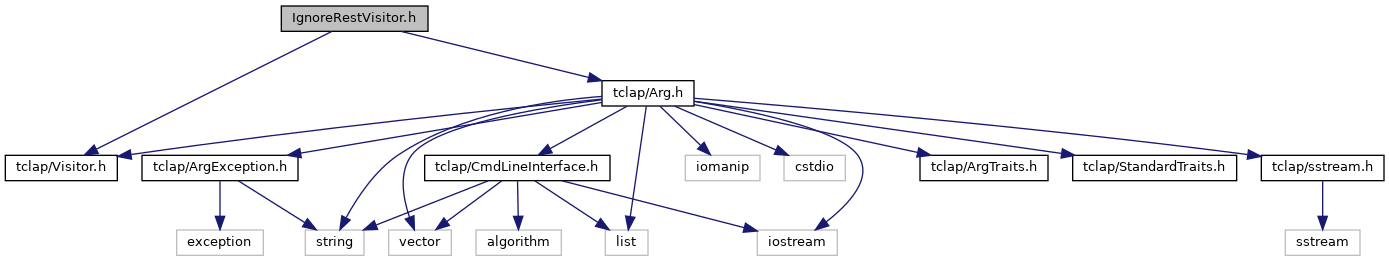 IgnoreRestVisitor.h
tclap/Arg.h
tclap/Visitor.h
tclap/ArgException.h
tclap/CmdLineInterface.h
iomanip
cstdio
tclap/ArgTraits.h
tclap/StandardTraits.h
tclap/sstream.h
exception
string
vector
algorithm
list
iostream
sstream